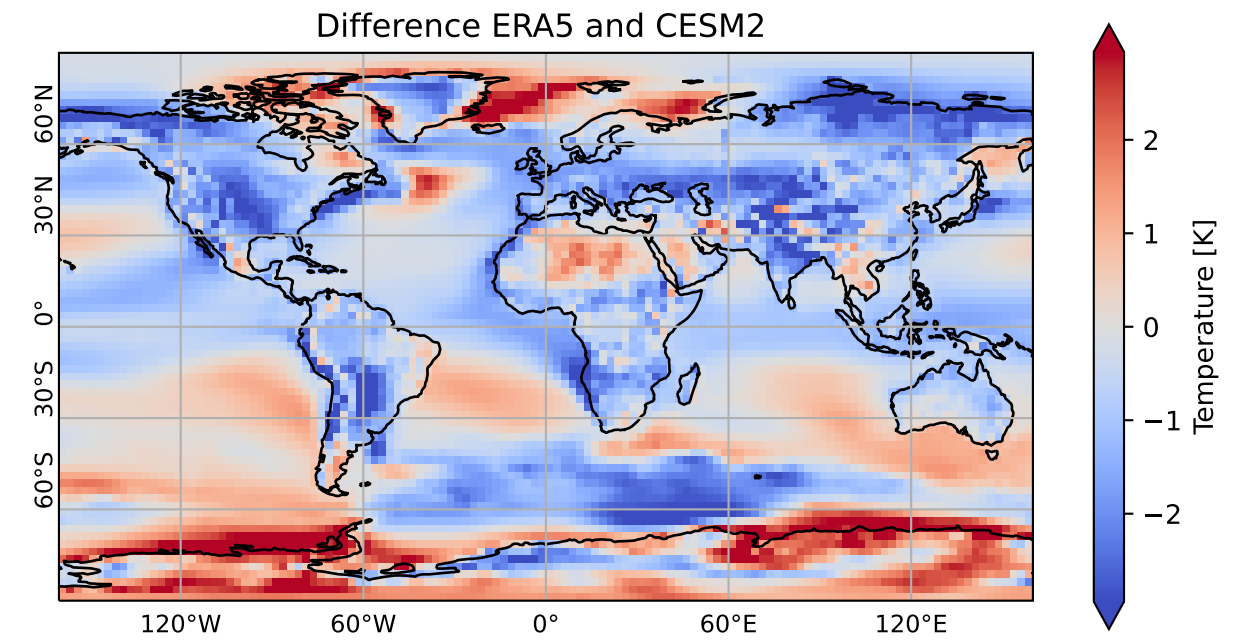 Difference ERA5 and CESM2
60°N
30°N
0°
30°S
60°S
120°W
60°W
0°
60°E
120°E
2
1
0
−1
−2
Temperature [K]